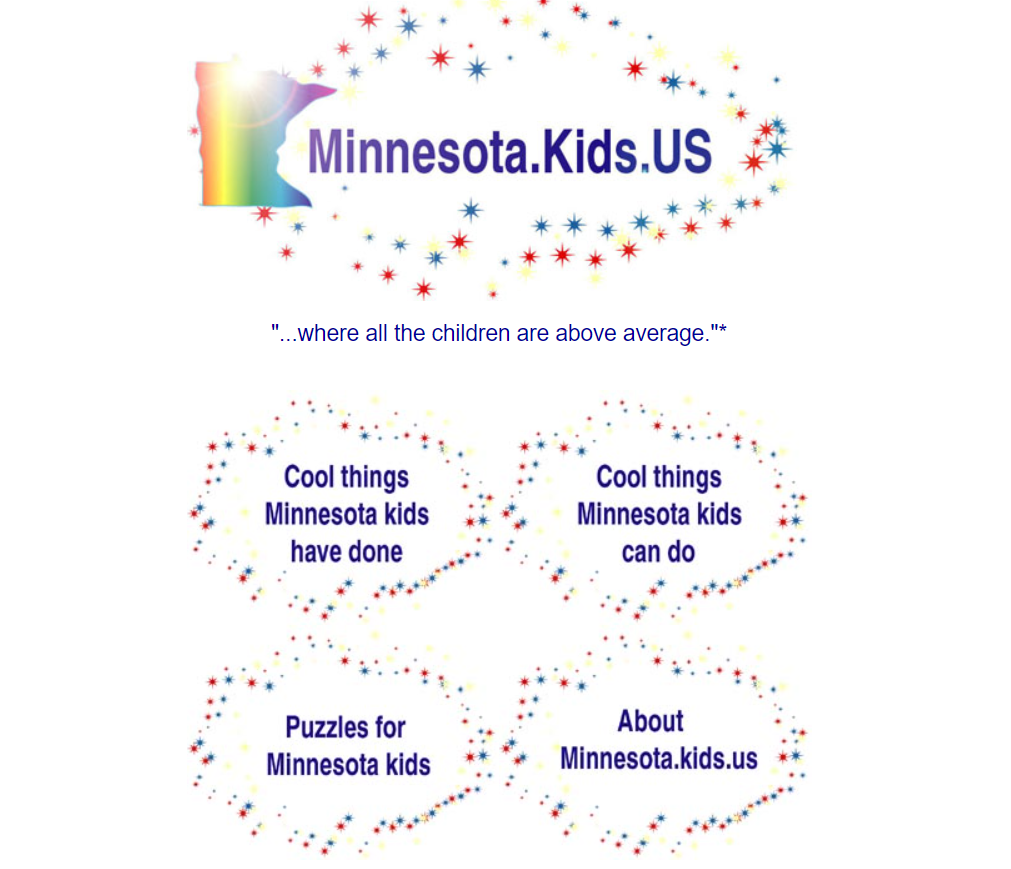 Minnesota.Kids.US
"...where all the children are above average."*
Cool things
Minnesota kids
have done
Cool things
Minnesota kids
can do
Puzzles for
Minnesota kids
About
Minnesota.kids.us